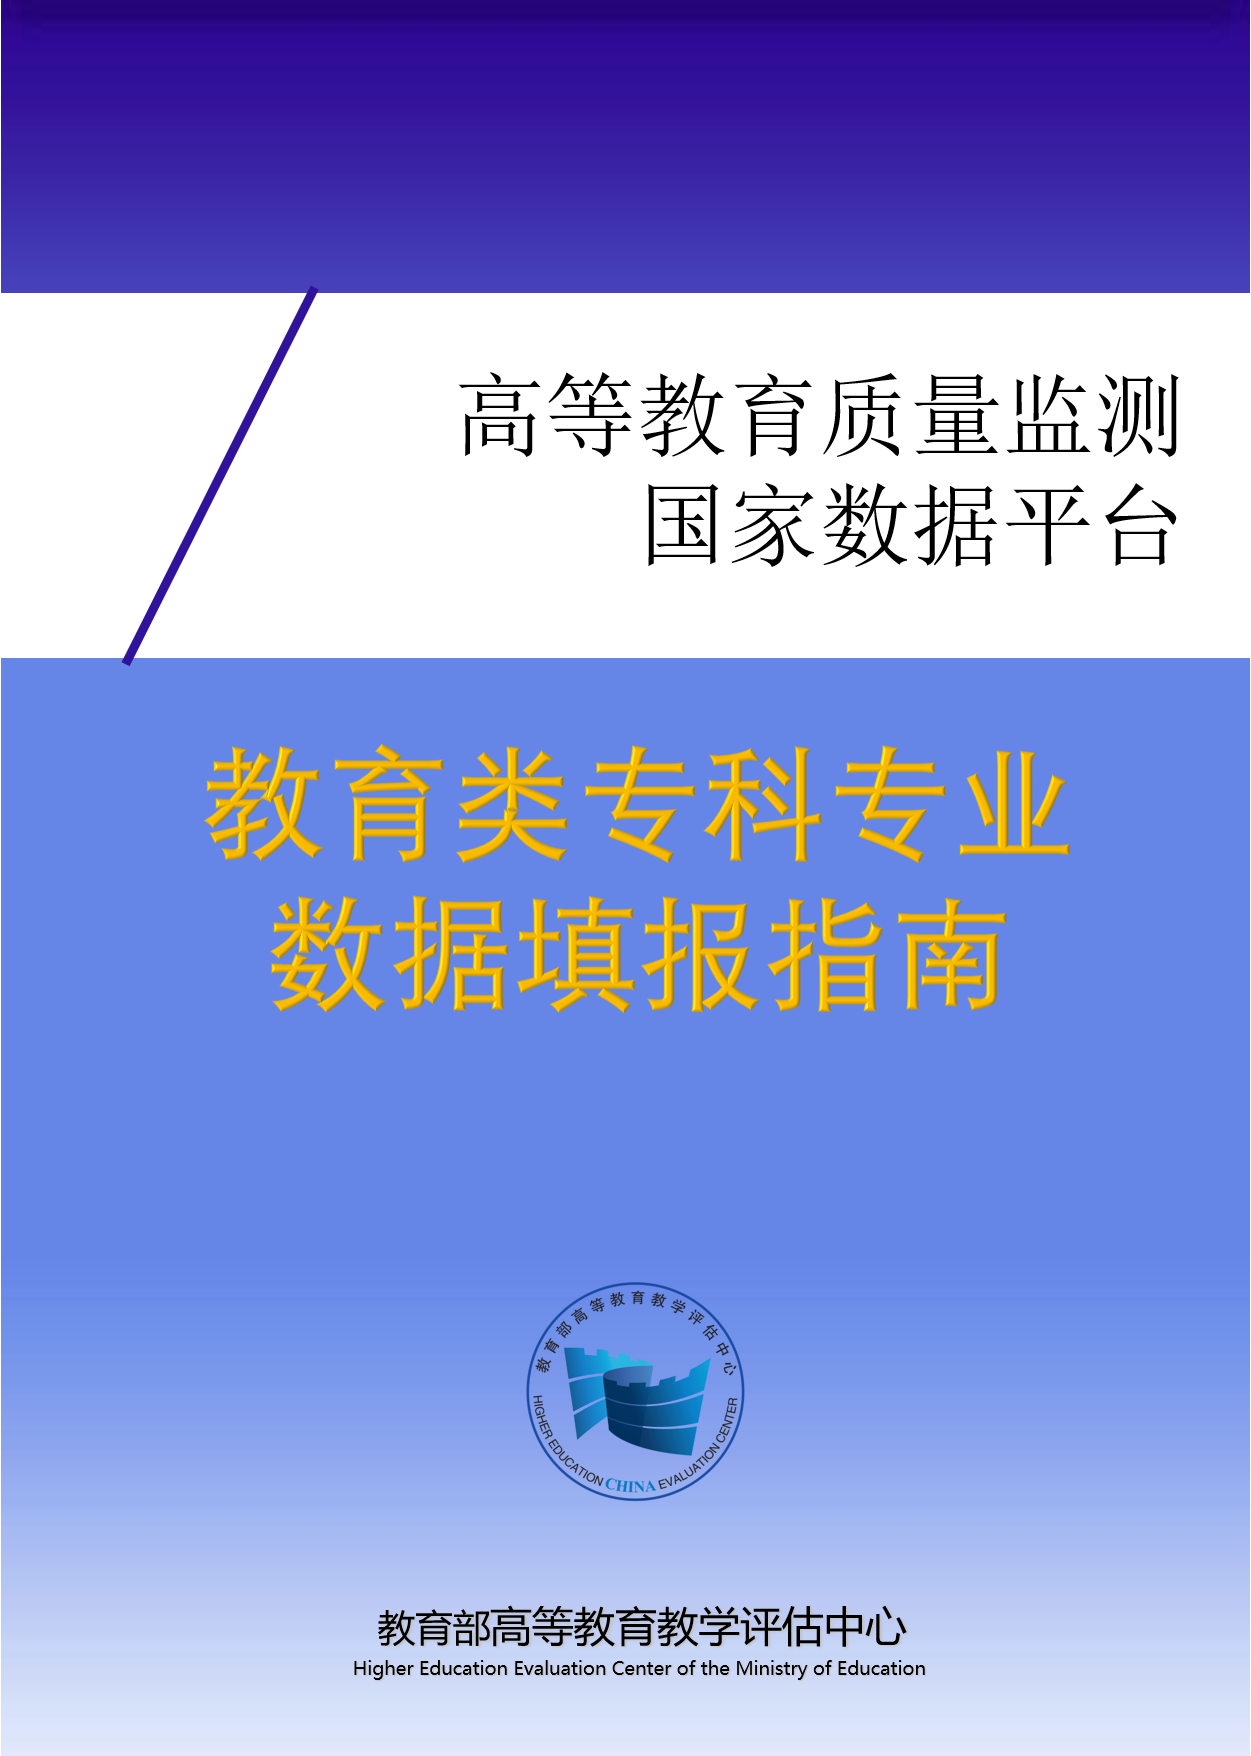 高等教育质量监测
国家数据平台
教育类专科专业
数据填报指南
教育部高等教育教学评估中心
HIGHER EDUCATION CHINA EVALUATION CENTER
教育部高等教育教学评估中心
Higher Education Evaluation Center of the Ministry of Education